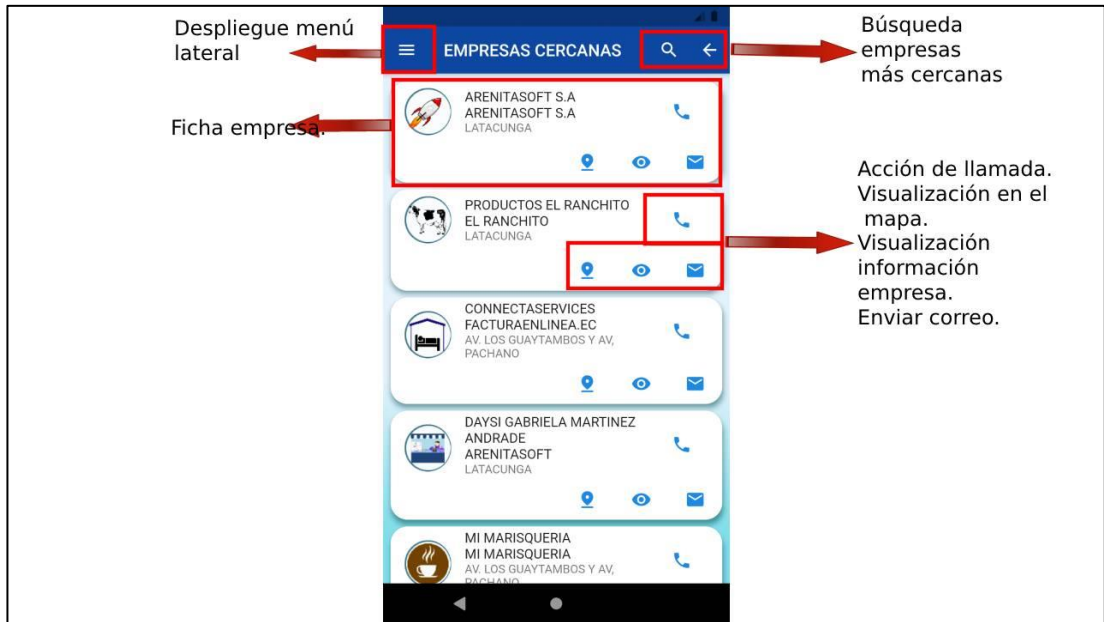 Despliegue menú
lateral
Ficha empresa.
EMPRESAS CERCANAS
ARENITASOFT S.A
ARENITASOFT S.A
LATACUNGA
PRODUCTOS EL RANCHITO
EL RANCHITO
LATACUNGA
CONNECTASERVICES
FACTURAENLINEA.EC
AV. LOS GUAYTAMBOS Y AV,
PACHANO
DAYSI GABRIELA MARTINEZ
ANDRADE
ARENITASOFT
LATACUNGA
MI MARISQUERIA
MI MARISQUERIA
AV. LOS GUAYTAMBOS Y AV,
PACHANO
Búsqueda
empresas
más cercanas
Acción de llamada.
Visualización en el
mapa.
Visualización
información
empresa.
Enviar correo.